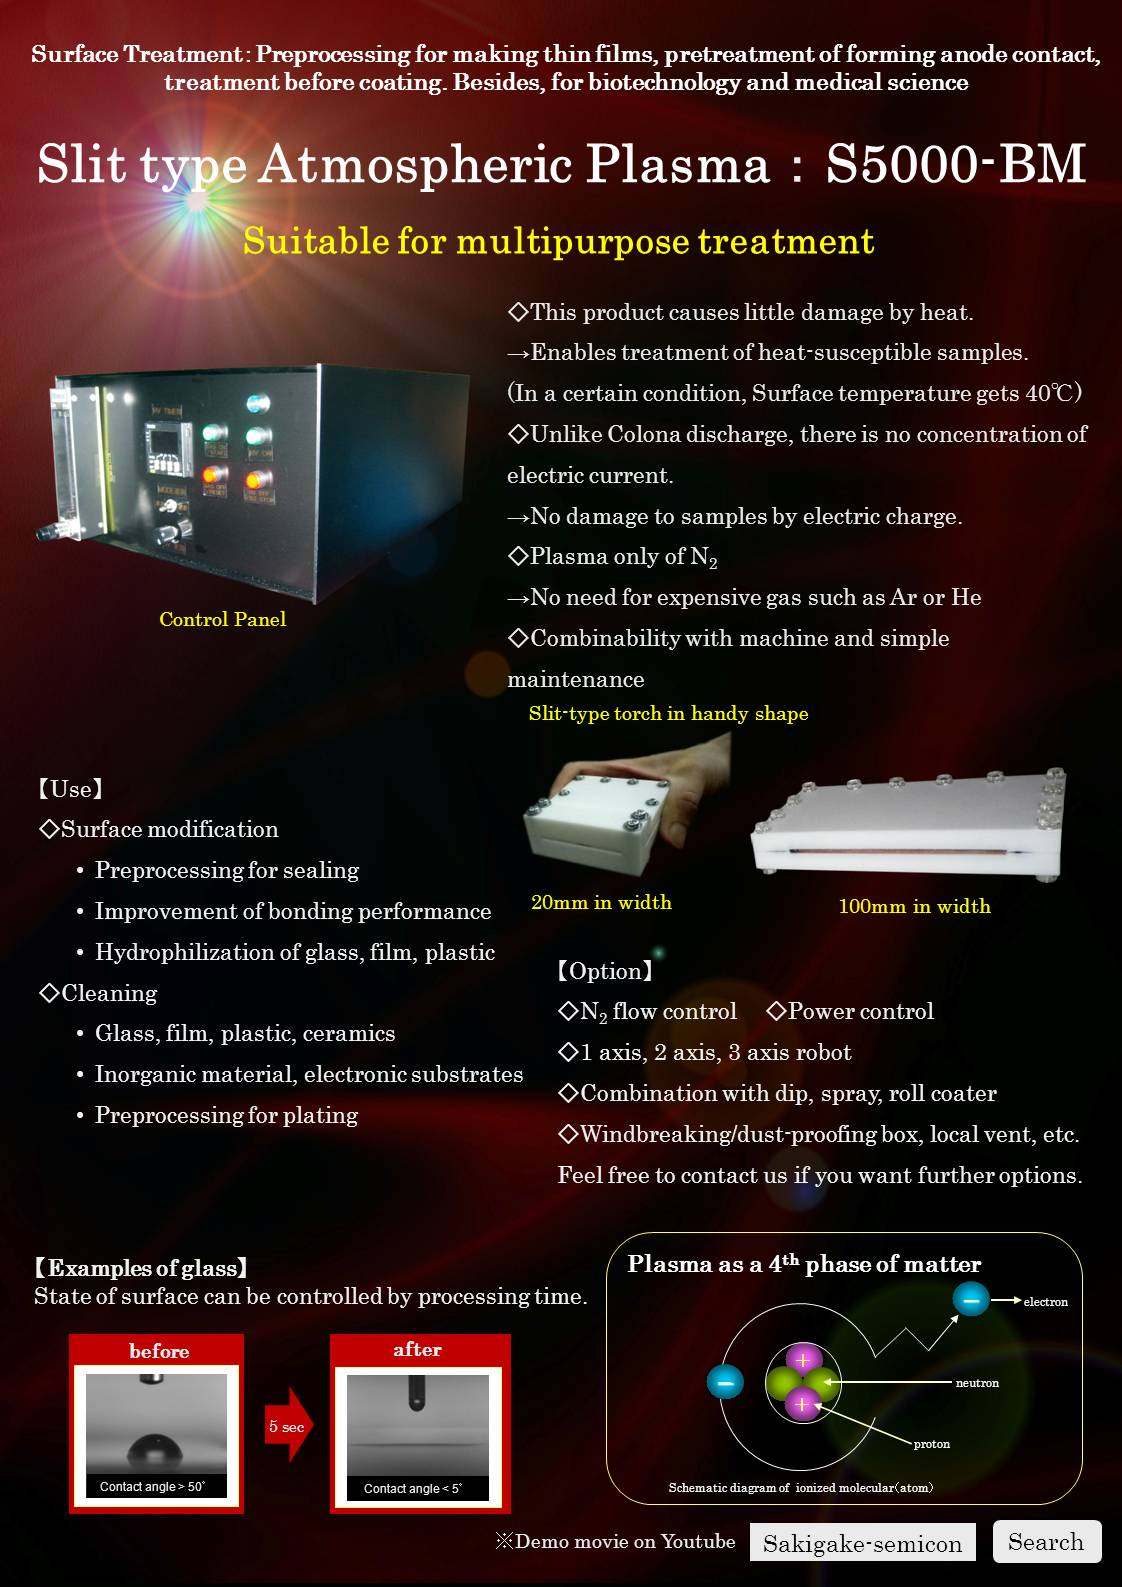 Surface Treatment : Preprocessing for making thin films, pretreatment of forming anode contact,
treatment before coating. Besides, for biotechnology and medical science
Slit type Atmospheric Plasma : S5000-BM
Suitable for multipurpose treatment
◇This product causes little damage by heat.
→Enables treatment of heat-susceptible samples.
(In a certain condition, Surface temperature gets 40℃)
◇Unlike Colona discharge, there is no concentration of
electric current.
→No damage to samples by electric charge.
◇Plasma only of N₂
→No need for expensive gas such as Ar or He
◇Combinability with machine and simple
maintenance
Control Panel
Slit-type torch in handy shape
20mm in width
100mm in width
【Use】
◇Surface modification
• Preprocessing for sealing
• Improvement of bonding performance
• Hydrophilization of glass, film, plastic
◇Cleaning
• Glass, film, plastic, ceramics
• Inorganic material, electronic substrates
• Preprocessing for plating
【Option】
◇N₂ flow control ◇Power control
◇1 axis, 2 axis, 3 axis robot
◇Combination with dip, spray, roll coater
◇Windbreaking/dust-proofing box, local vent, etc.
Feel free to contact us if you want further options.
【Examples of glass】
State of surface can be controlled by processing time.
before
Contact angle > 50°
5 sec
after
Contact angle < 5°
Plasma as a 4th phase of matter
electron
neutron
proton
Schematic diagram of ionized molecular(atom)
※Demo movie on Youtube
Sakigake-semicon
Search